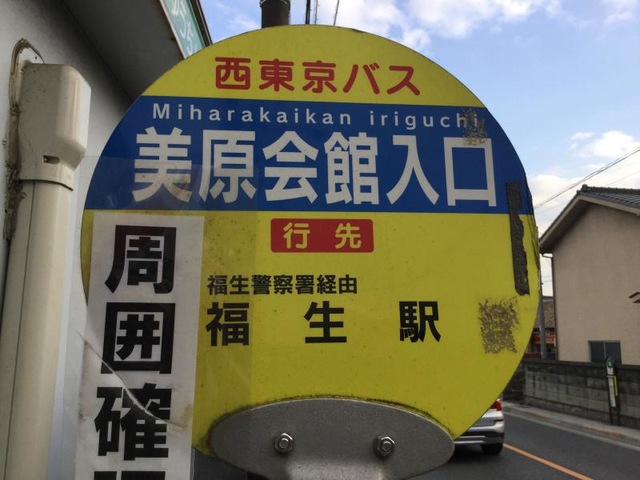 西東京バス
Miharakaikan iriguchi
美原会館入口
行先
福生警察署経由
福生駅
周囲確